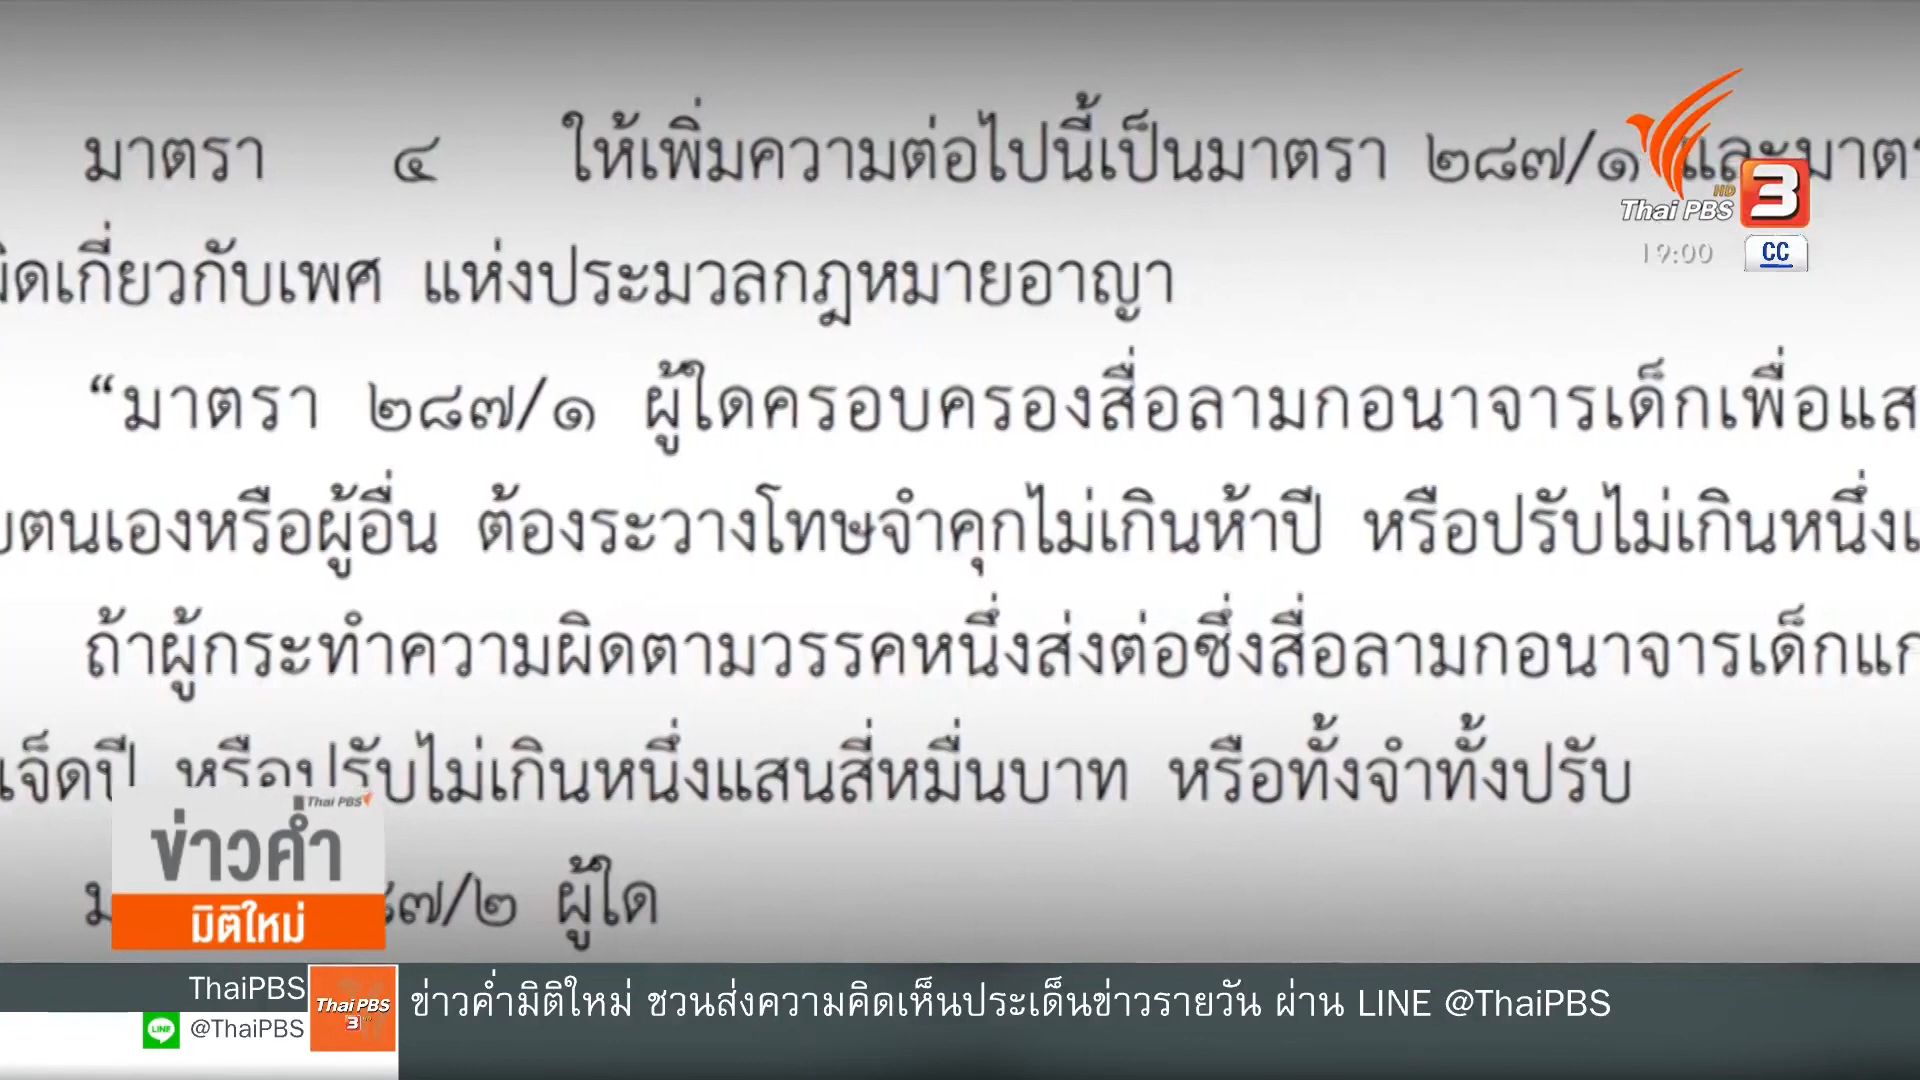 มาตรา ๔ ให้เพิ่มความต่อไปนี้เป็นมาตรา ๒๘๗/๑ และมาตร
ผิดเกี่ยวกับเพศ แห่งประมวลกฎหมายอาญา
“มาตรา ๒๘๗/๑ ผู้ใดครอบครองสื่อลามกอนาจารเด็กเพื่อแส
บตนเองหรือผู้อื่น ต้องระวางโทษจำคุกไม่เกินห้าปี หรือปรับไม่เกินหนึ่งแ
ถ้าผู้กระทำความผิดตามวรรคหนึ่งส่งต่อซึ่งสื่อลามกอนาจารเด็กแก
เจ็ดปี หรือปรับไม่เกินหนึ่งแสนสี่หมื่นบาท หรือทั้งจำทั้งปรับ
๘๗/๒ ผู้ใด
HD
Thai PBS 3
19:00 CC
Thai PBS
ข่าวค่ำ
มิติใหม่
ThaiPBS
LINE @ThaiPBS
Thai PBS
3
ข่าวค่ำมิติใหม่ ชวนส่งความคิดเห็นประเด็นข่าวรายวัน ผ่าน LINE @ThaiPBS